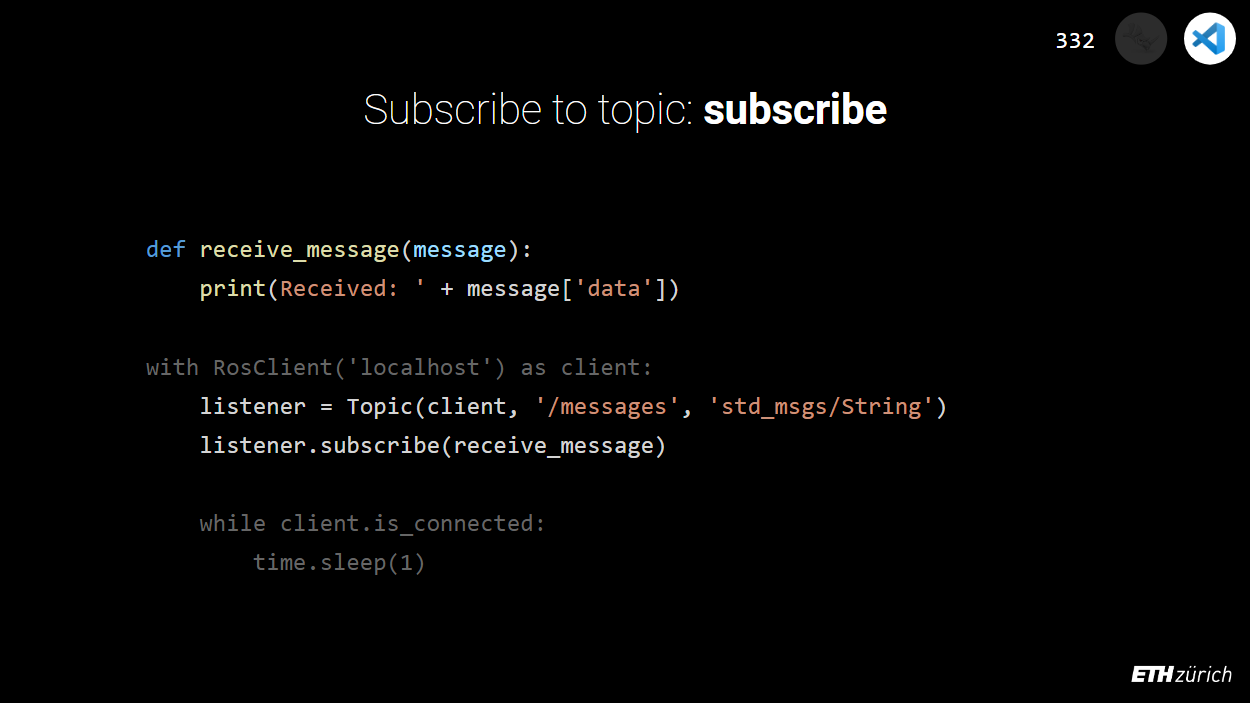 332
Subscribe to topic: subscribe
def receive_message(message):
    print(Received: ' + message['data'])
with RosClient('localhost') as client:
    listener = Topic(client, '/messages', 'std_msgs/String')
    listener.subscribe(receive_message)
    while client.is_connected:
        time.sleep(1)
ETH zürich